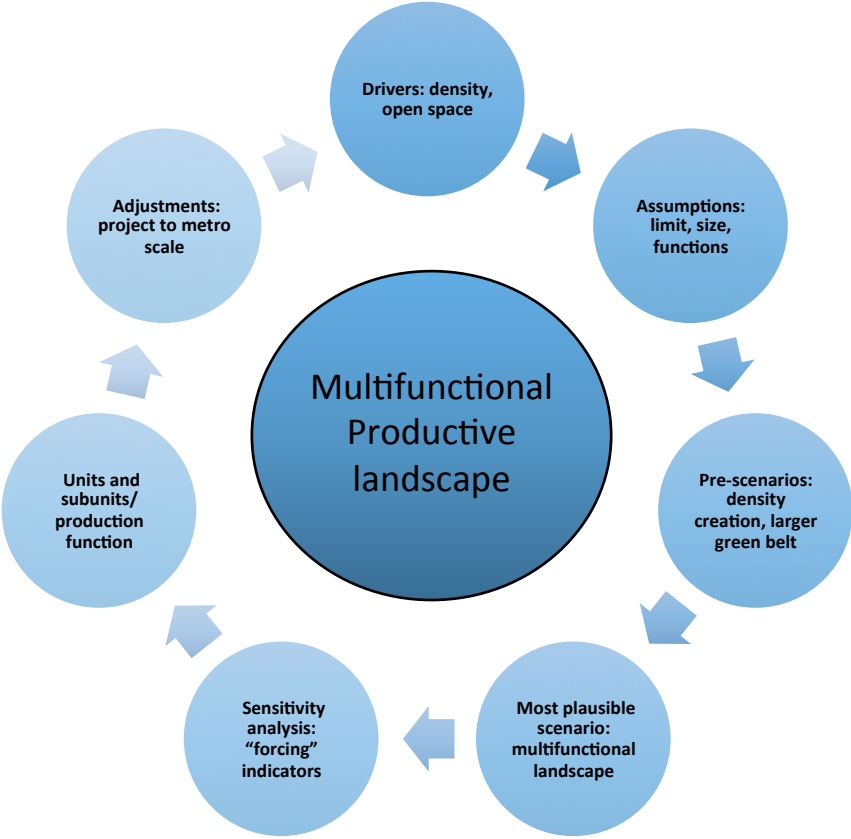 Drivers: density,
open space
Assumptions:
limit, size,
functions
Pre-scenarios:
density
creation, larger
green belt
Most plausible
scenario:
multifunctional
landscape
Sensitivity
analysis:
“forcing”
indicators
Units and
subunits/
production
function
Adjustments:
project to metro
scale
Multifunctional
Productive
landscape